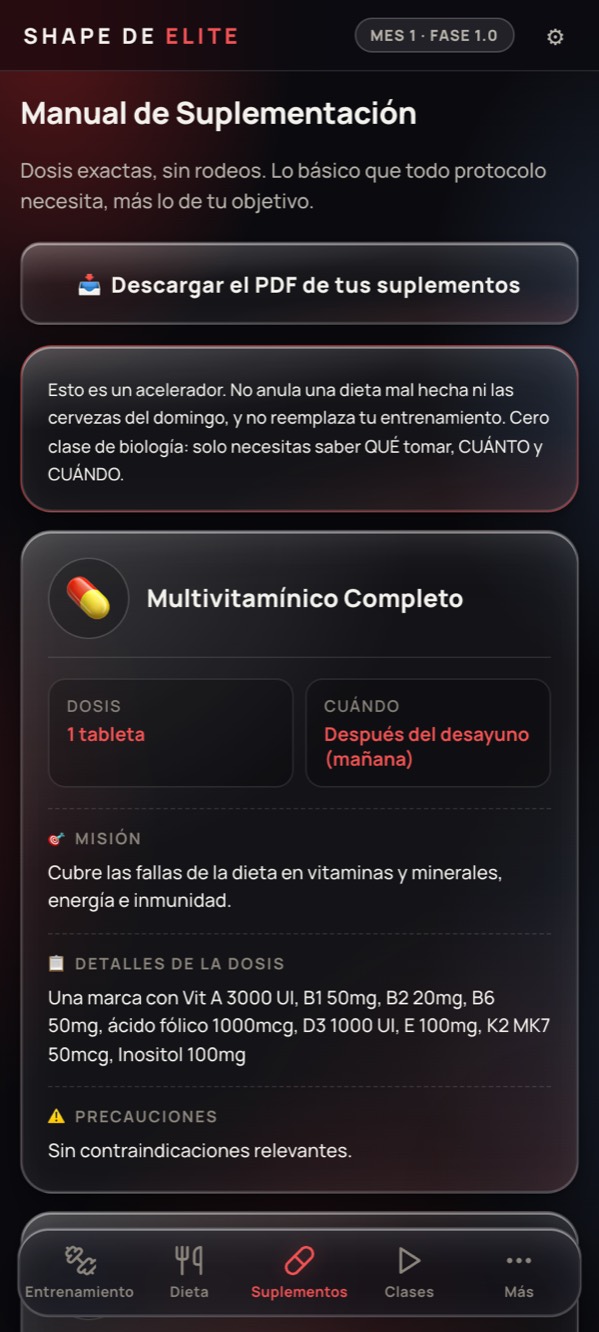 SHAPE DE ELITE
MES 1 · FASE 1.0
Manual de Suplementación
Dosis exactas, sin rodeos. Lo básico que todo protocolo
necesita, más lo de tu objetivo.
Descargar el PDF de tus suplementos
Esto es un acelerador. No anula una dieta mal hecha ni las
cervezas del domingo, y no reemplaza tu entrenamiento. Cero
clase de biología: solo necesitas saber QUÉ tomar, CUÁNTO y
CUÁNDO.
Multivitamínico Completo
DOSIS
1 tableta
CUÁNDO
Después del desayuno
(mañana)
MISIÓN
Cubre las fallas de la dieta en vitaminas y minerales,
energía e inmunidad.
DETALLES DE LA DOSIS
Una marca con Vit A 3000 UI, B1 50mg, B2 20mg, B6
50mg, ácido fólico 1000mcg, D3 1000 UI, E 100mg, K2 MK7
50mcg, Inositol 100mg
PRECAUCIONES
Sin contraindicaciones relevantes.
Entrenamiento
Dieta
Suplementos
Clases
Más